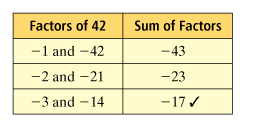 Factors of 42 Sum of Factors
−1 and −42 −43
−2 and −21 −23
−3 and −14 −17 ✓